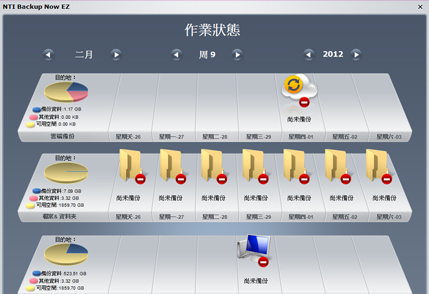 NTI Backup Now EZ
作業狀態
二月
周 9
2012
目的地：
備份資料：1.17 GB
其他資料：0.00 KB
可用空間：0.00 KB
尚未備份
雲端備份
星期天-26
星期一-27
星期二-28
星期三-29
星期四-01
星期五-02
星期六-03
目的地：
備份資料：7.09 GB
其他資料：3.32 GB
可用空間：1659.70 GB
尚未備份
尚未備份
尚未備份
尚未備份
尚未備份
尚未備份
尚未備份
檔案& 資料夾
星期天-26
星期一-27
星期二-28
星期三-29
星期四-01
星期五-02
星期六-03
目的地：
備份資料：623.51 GB
其他資料：3.32 GB
可用空間：1659.70 GB
尚未備份